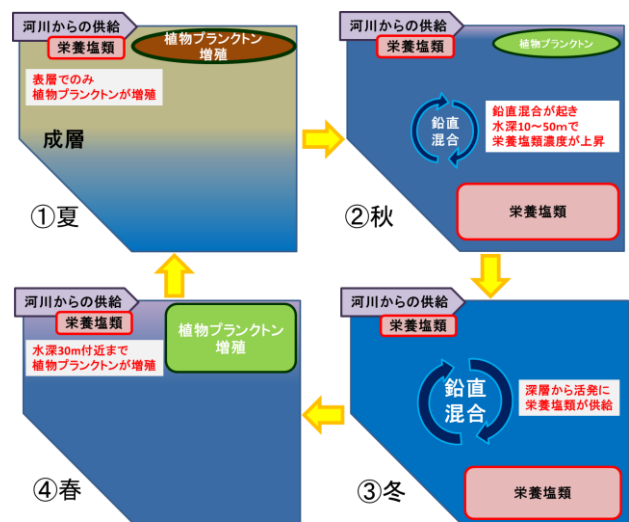 河川からの供給
栄養塩類
植物プランクトン
増殖
表層でのみ
植物プランクトンが増殖
成層
①夏
河川からの供給
栄養塩類
植物プランクトン
鉛直
混合
鉛直混合が起き
水深10～50mで
栄養塩類濃度が上昇
栄養塩類
②秋
河川からの供給
栄養塩類
鉛直
混合
深層から活発に
栄養塩類が供給
栄養塩類
③冬
河川からの供給
栄養塩類
植物プランクトン
増殖
水深30m付近まで
植物プランクトンが増殖
④春